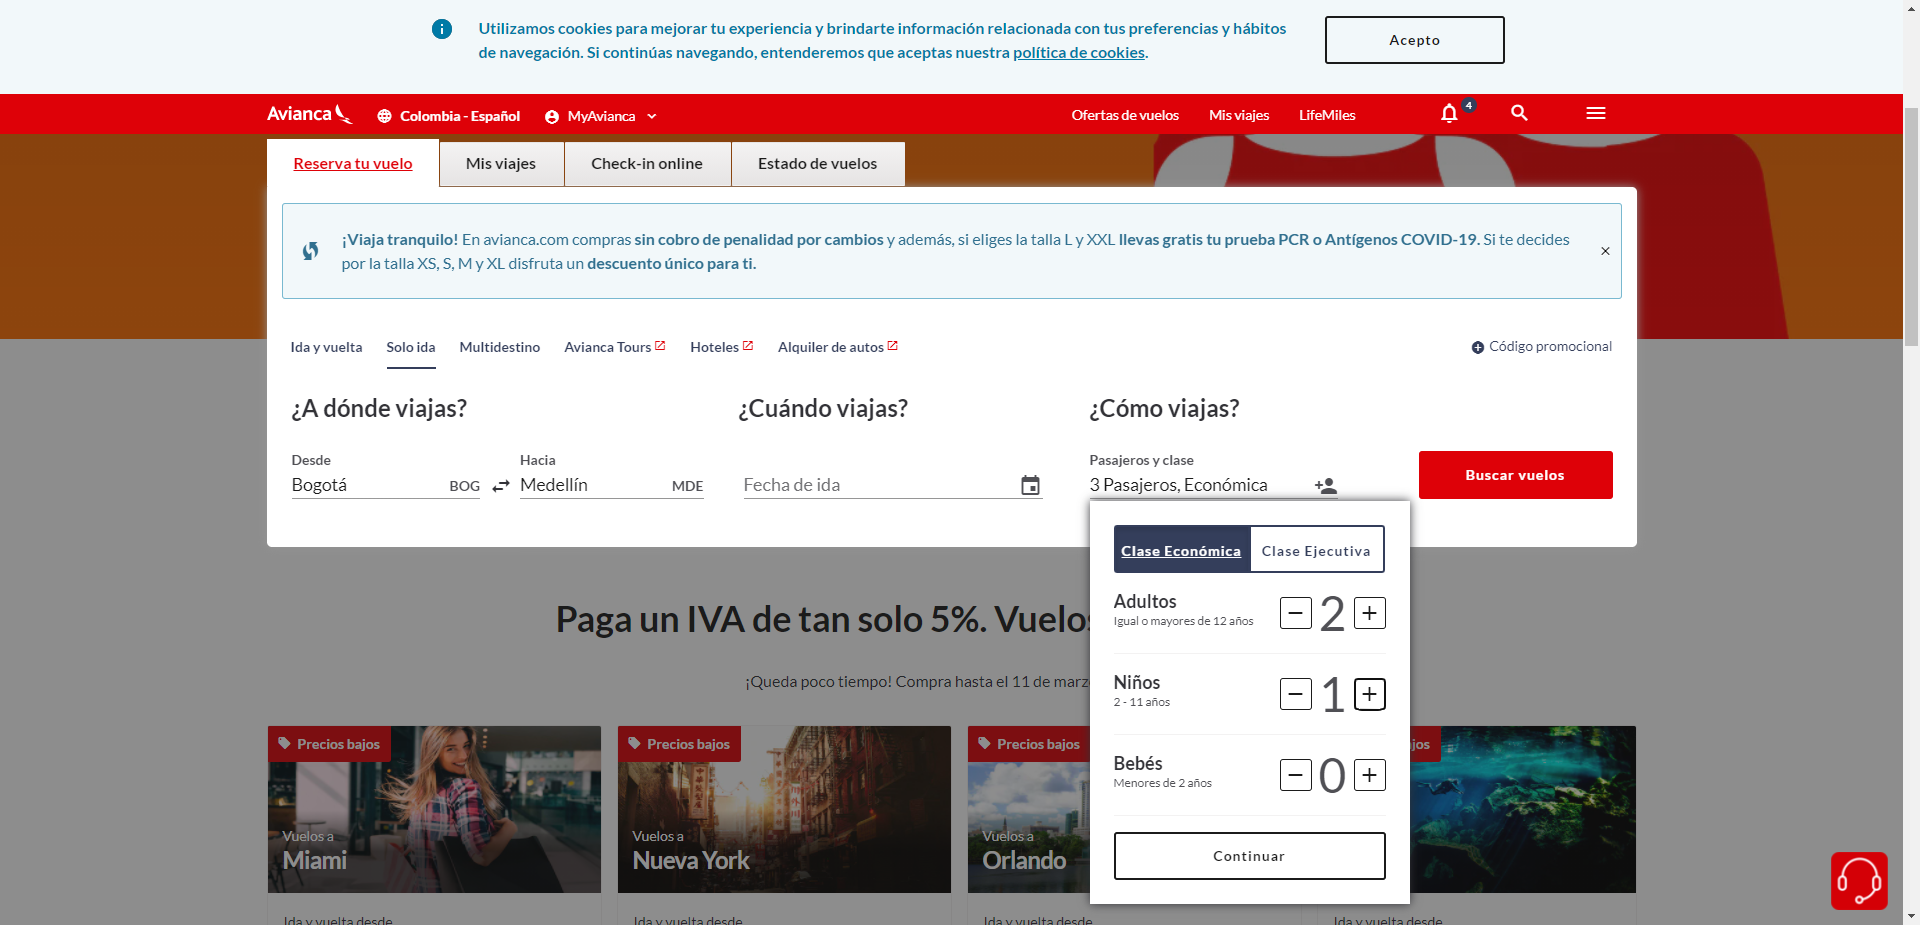 Utilizamos cookies para mejorar tu experiencia y brindarte información relacionada con tus preferencias y hábitos
de navegación. Si continúas navegando, entenderemos que aceptas nuestra política de cookies.
Acepto
Avianca
Colombia - Español
MyAvianca
Ofertas de vuelos
Mis viajes
LifeMiles
4
Reserva tu vuelo
Mis viajes
Check-in online
Estado de vuelos
¡Viaja tranquilo! En avianca.com compras sin cobro de penalidad por cambios y además, si eliges la talla L y XXL llevas gratis tu prueba PCR o Antígenos COVID-19. Si te decides
por la talla XS, S, M y XL disfruta un descuento único para ti.
Ida y vuelta
Solo ida
Multidestino
Avianca Tours
Hoteles
Alquiler de autos
Código promocional
¿A dónde viajas?
¿Cuándo viajas?
¿Cómo viajas?
Desde
Bogotá
BOG
Hacia
Medellín
MDE
Fecha de ida
Pasajeros y clase
3 Pasajeros, Económica
Buscar vuelos
Clase Económica
Clase Ejecutiva
Adultos
Igual o mayores de 12 años
2
Niños
2 - 11 años
1
Bebés
Menores de 2 años
0
Continuar
Paga un IVA de tan solo 5%. Vuelos
¡Queda poco tiempo! Compra hasta el 11 de marzo
Precios bajos
Vuelos a
Miami
Ida y vuelta desde
Precios bajos
Vuelos a
Nueva York
Ida y vuelta desde
Precios bajos
Vuelos a
Orlando
Ida y vuelta desde
Ida y vuelta desde